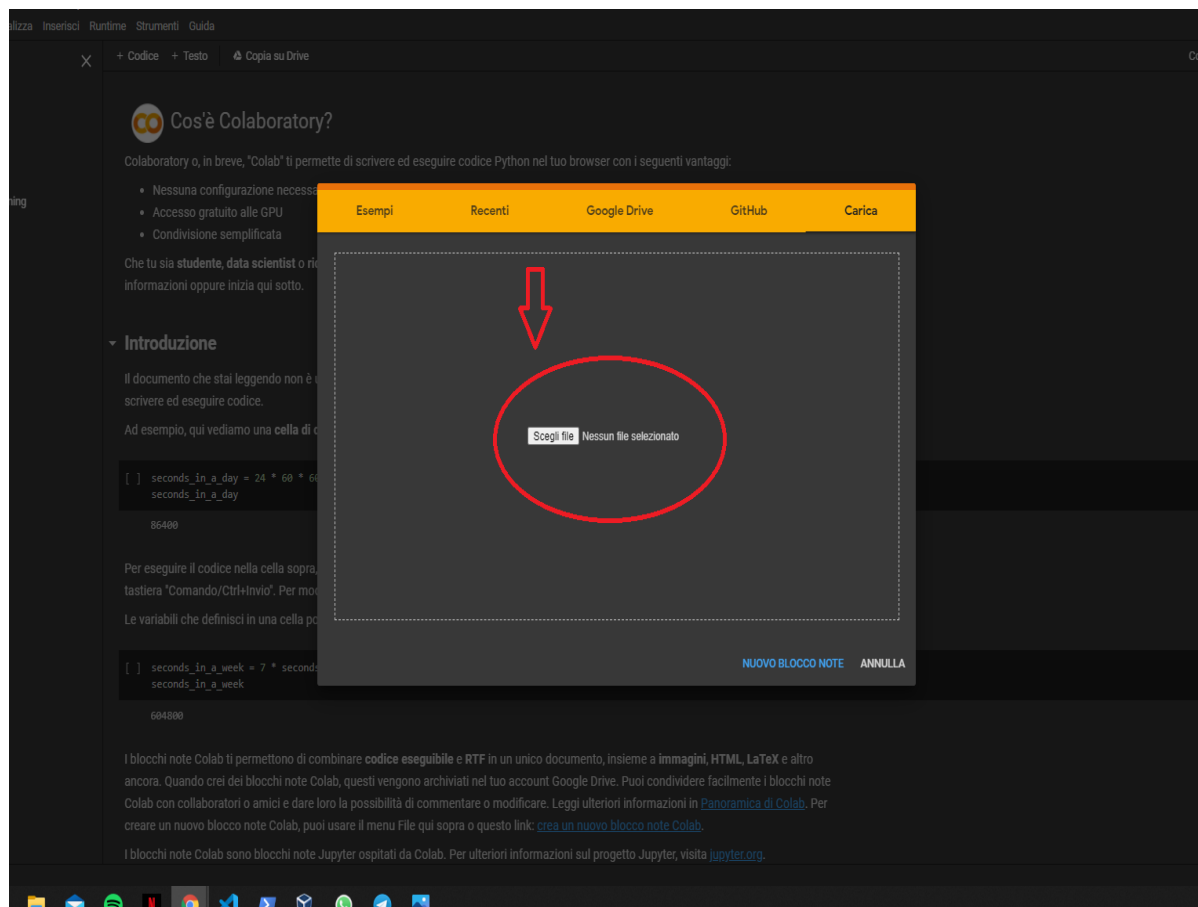 alizza Inserisci Runtime Strumenti Guida
+ Codice + Testo Copia su Drive
Cos'è Colaboratory?
Colaboratory o, in breve, "Colab" ti permette di scrivere ed eseguire codice Python nel tuo browser con i seguenti vantaggi:
Nessuna configurazione necessa
ning
Accesso gratuito alle GPU
Condivisione semplificata
Che tu sia studente, data scientist o ric
informazioni oppure inizia qui sotto.
Esempi Recenti Google Drive GitHub Carica
Scegli file Nessun file selezionato
NUOVO BLOCCO NOTE ANNULLA
Introduzione
Il documento che stai leggendo non è u
scrivere ed eseguire codice.
Ad esempio, qui vediamo una cella di c
[ ] seconds_in_a_day = 24 * 60 * 60
seconds_in_a_day
86400
Per eseguire il codice nella cella sopra,
tastiera "Comando/Ctrl+Invio". Per mod
Le variabili che definisci in una cella po
[ ] seconds_in_a_week = 7 * seconds
seconds_in_a_week
604800
I blocchi note Colab ti permettono di combinare codice eseguibile e RTF in un unico documento, insieme a immagini, HTML, LaTeX e altro
ancora. Quando crei dei blocchi note Colab, questi vengono archiviati nel tuo account Google Drive. Puoi condividere facilmente i blocchi note
Colab con collaboratori o amici e dare loro la possibilità di commentare o modificare. Leggi ulteriori informazioni in Panoramica di Colab. Per
creare un nuovo blocco note Colab, puoi usare il menu File qui sopra o questo link: crea un nuovo blocco note Colab.
I blocchi note Colab sono blocchi note Jupyter ospitati da Colab. Per ulteriori informazioni sul progetto Jupyter, visita jupyter.org.